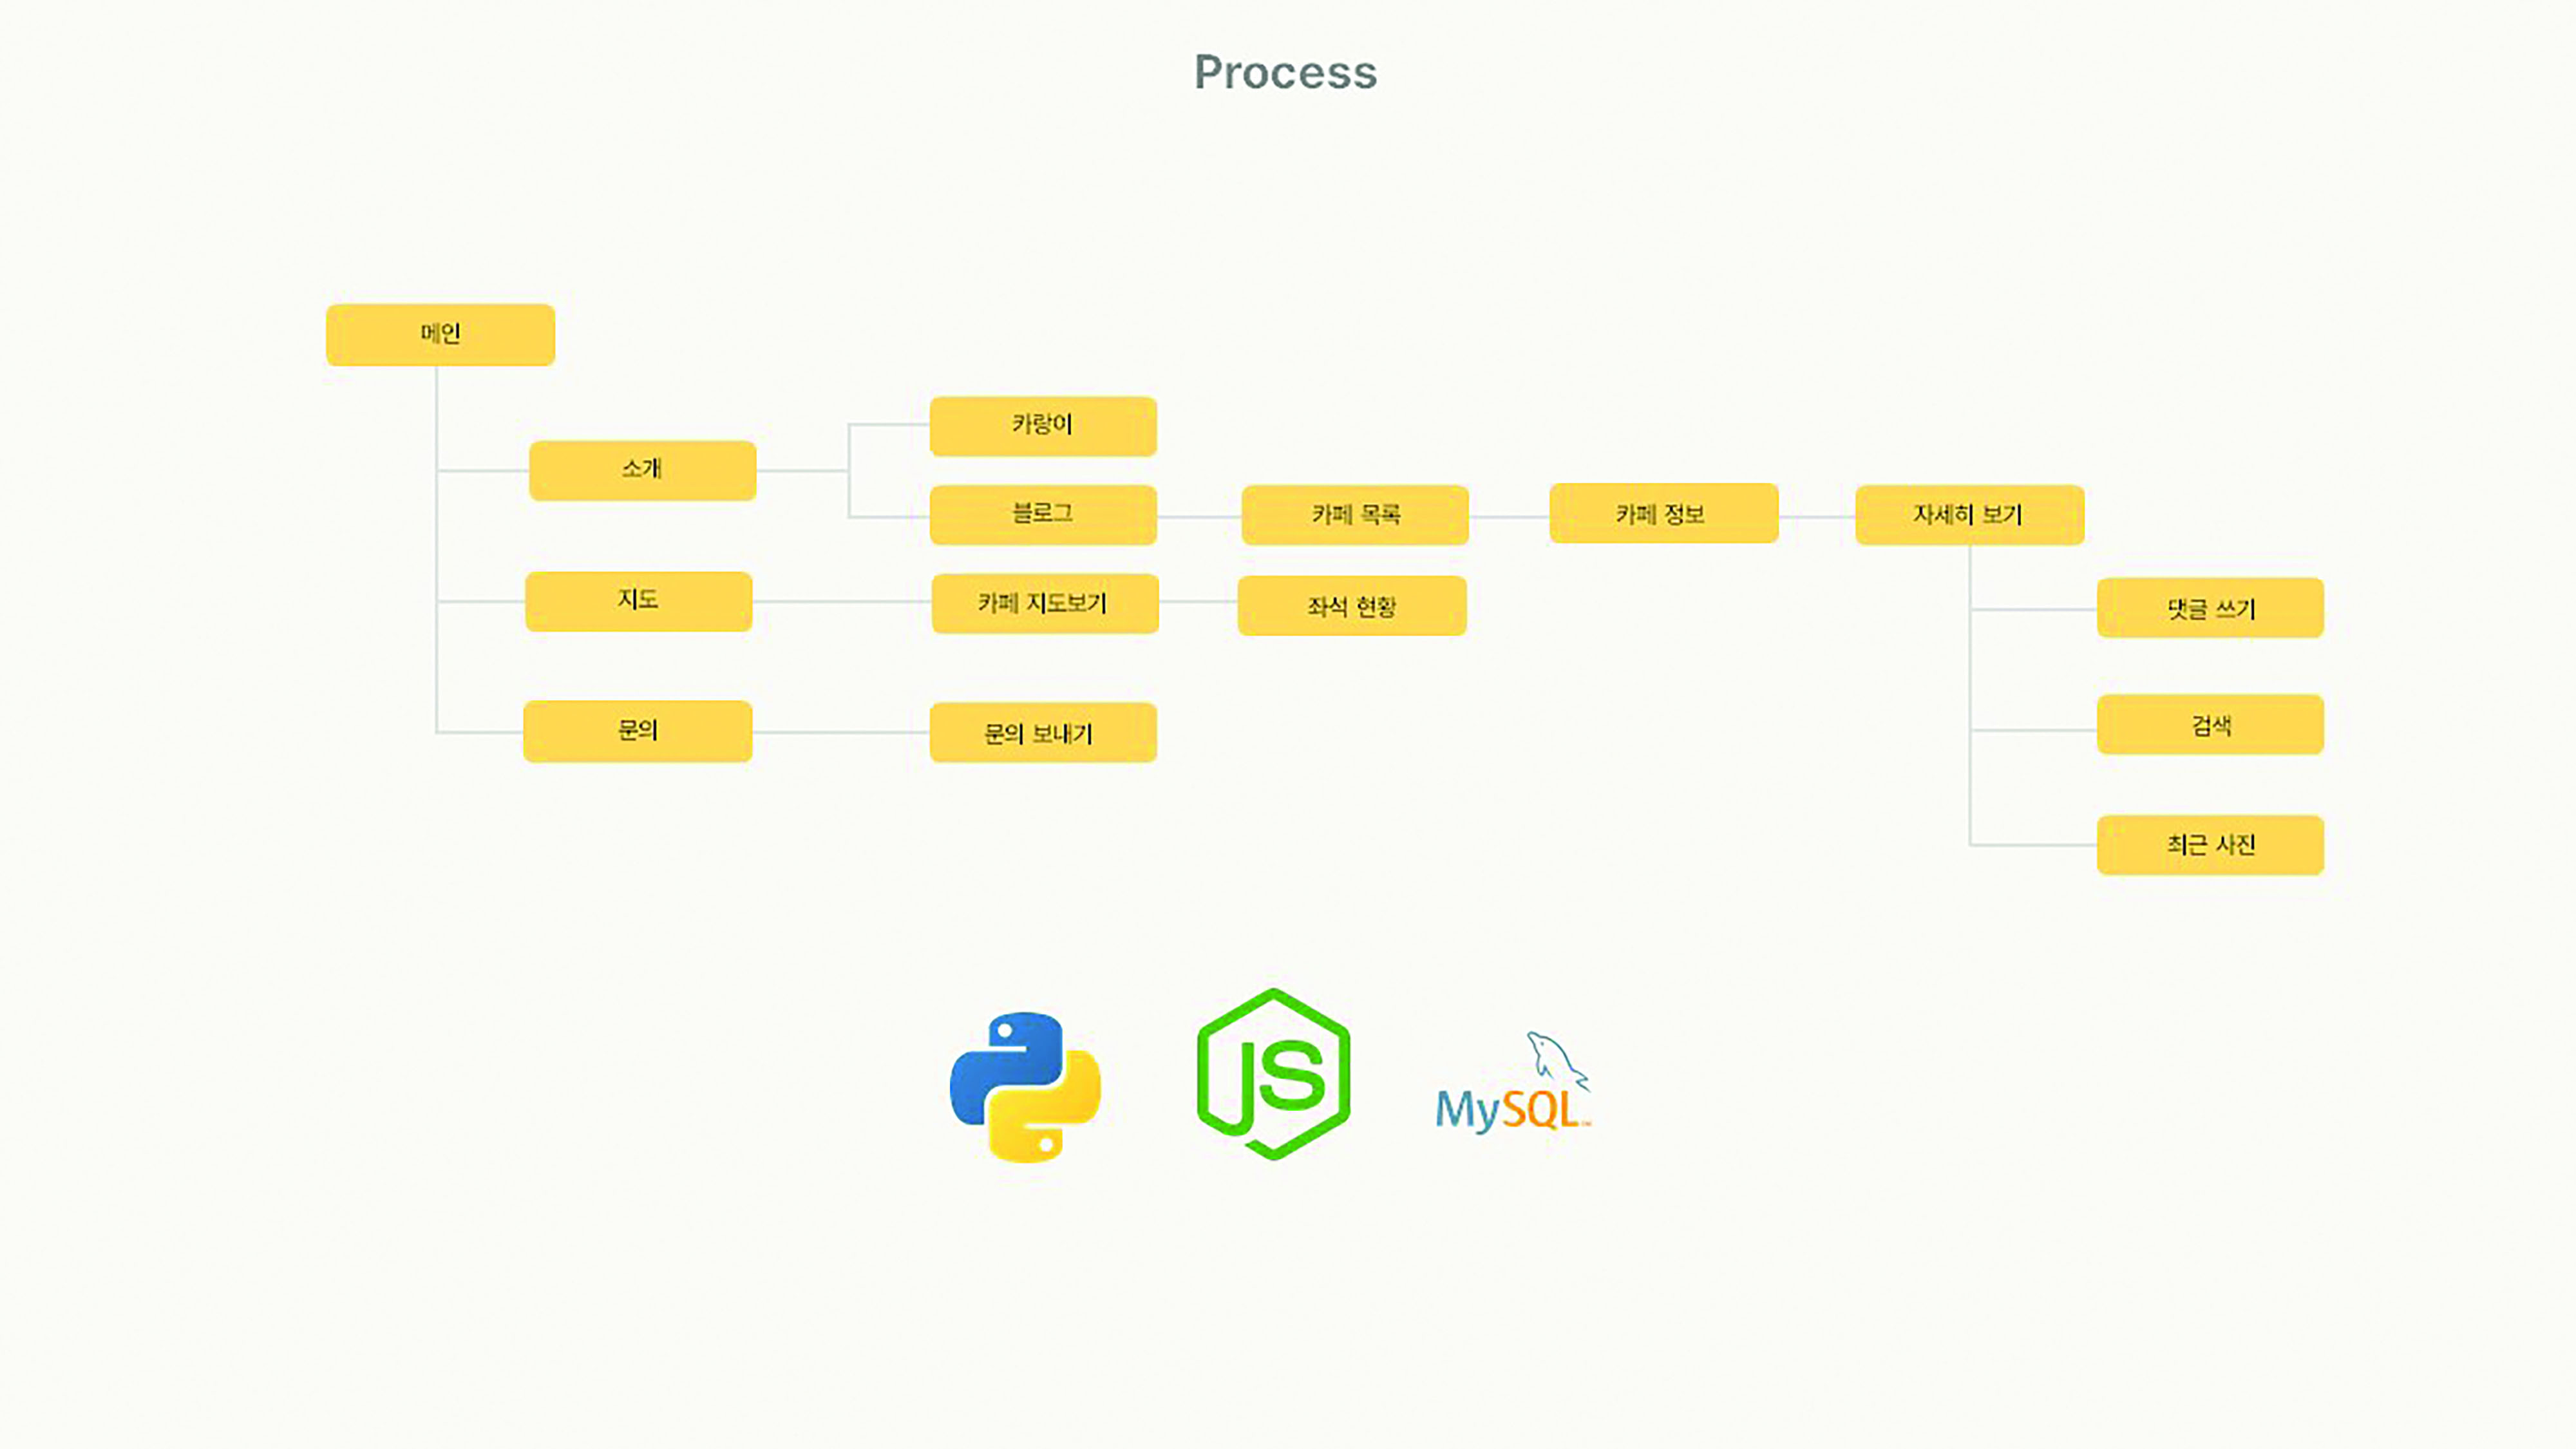 Process
메인
소개
카랑이
블로그
카페 목록
카페 정보
자세히 보기
지도
카페 지도보기
좌석 현황
댓글 쓰기
문의
문의 보내기
검색
최근 사진
JS
MySQL™